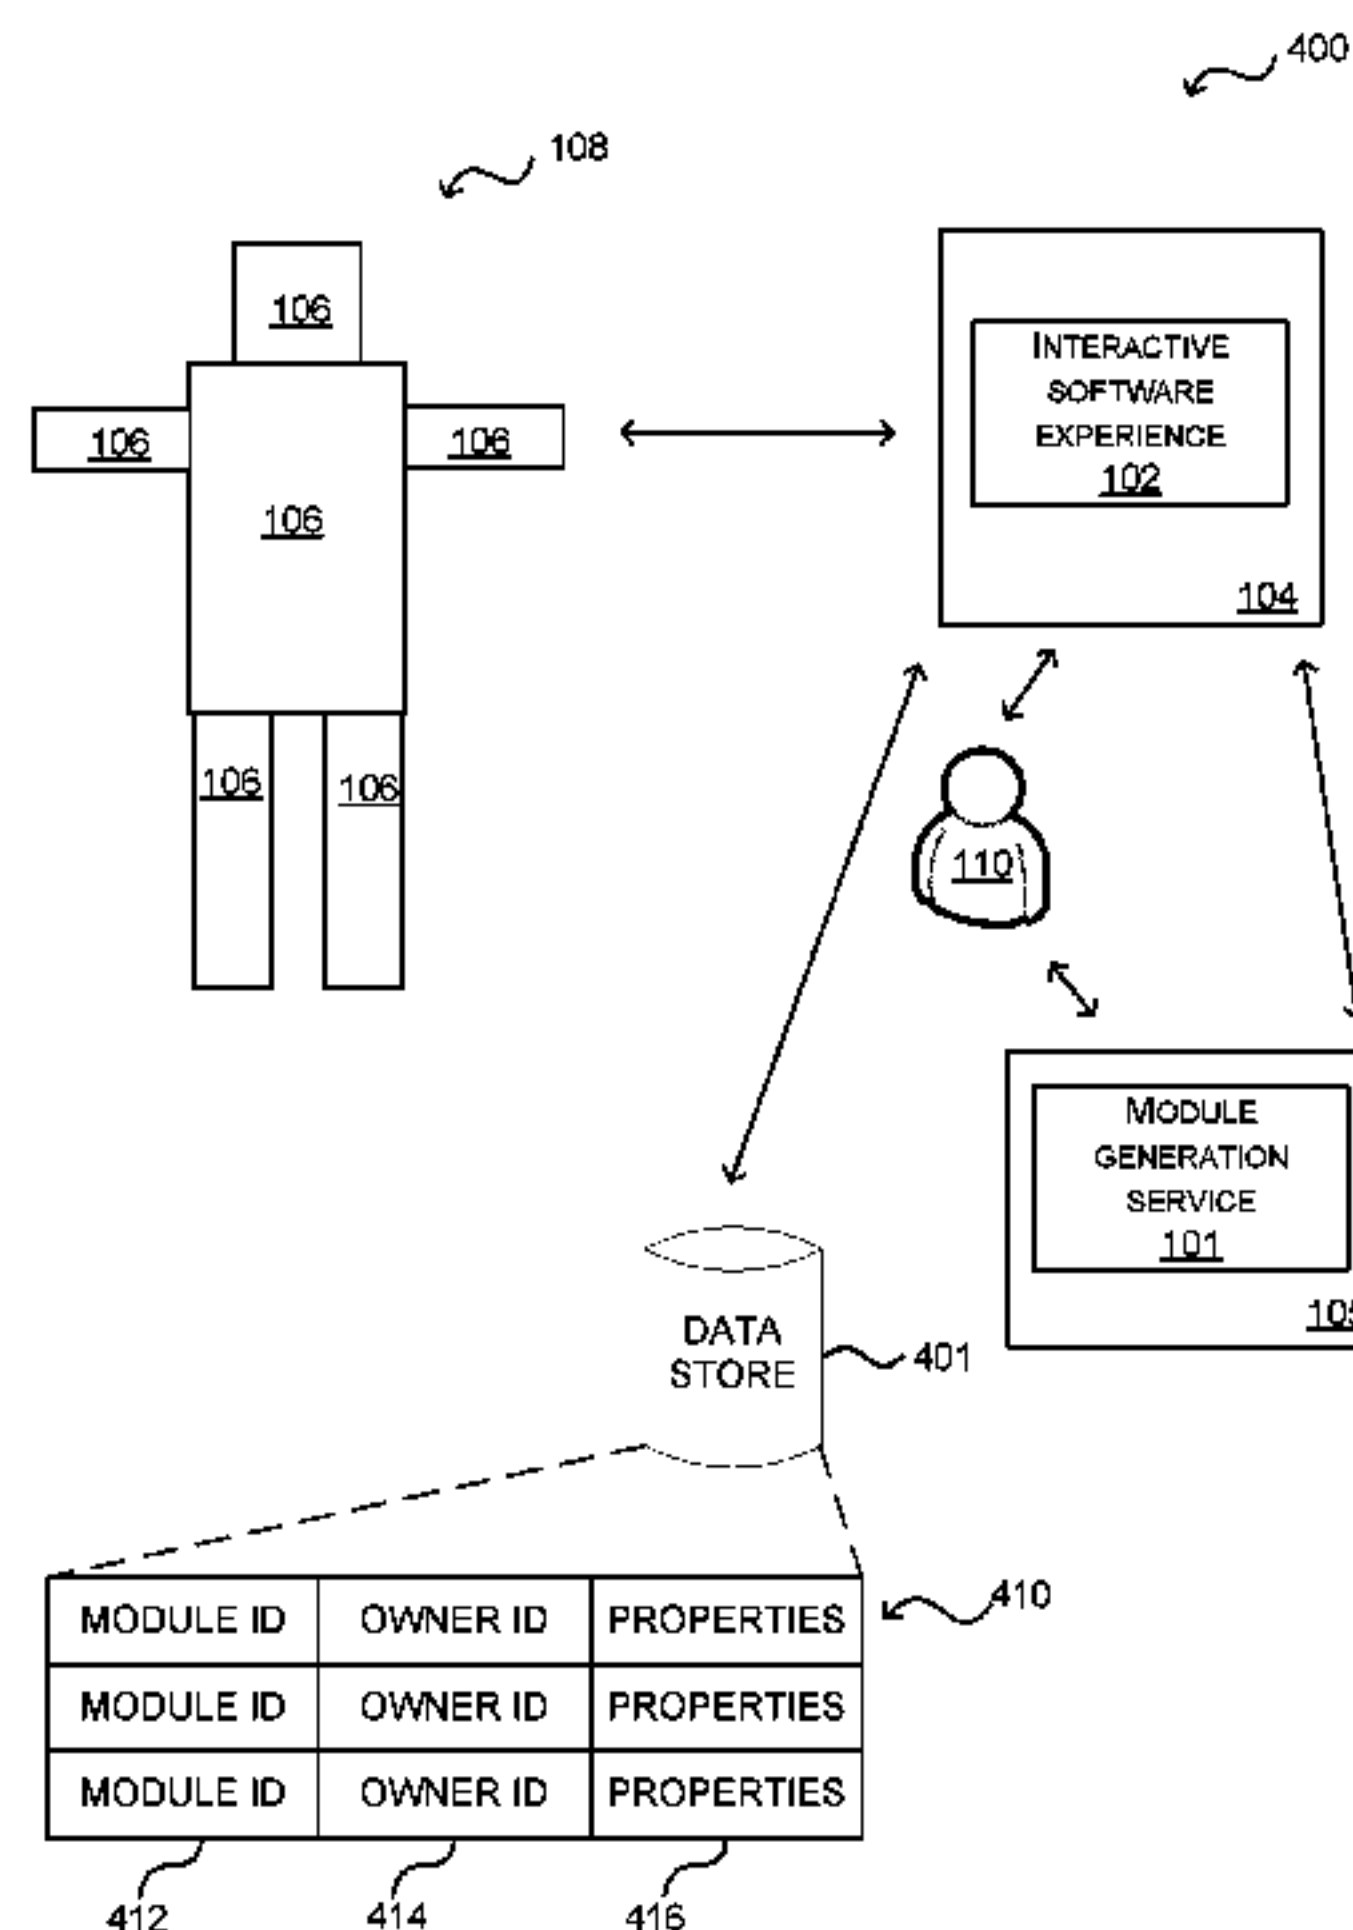 400
108
106
106
106
106
106
106
INTERACTIVE
SOFTWARE
EXPERIENCE
102
104
110
MODULE
GENERATION
SERVICE
101
DATA
STORE
401
410
MODULE ID OWNER ID PROPERTIES
MODULE ID OWNER ID PROPERTIES
MODULE ID OWNER ID PROPERTIES
412 414 416